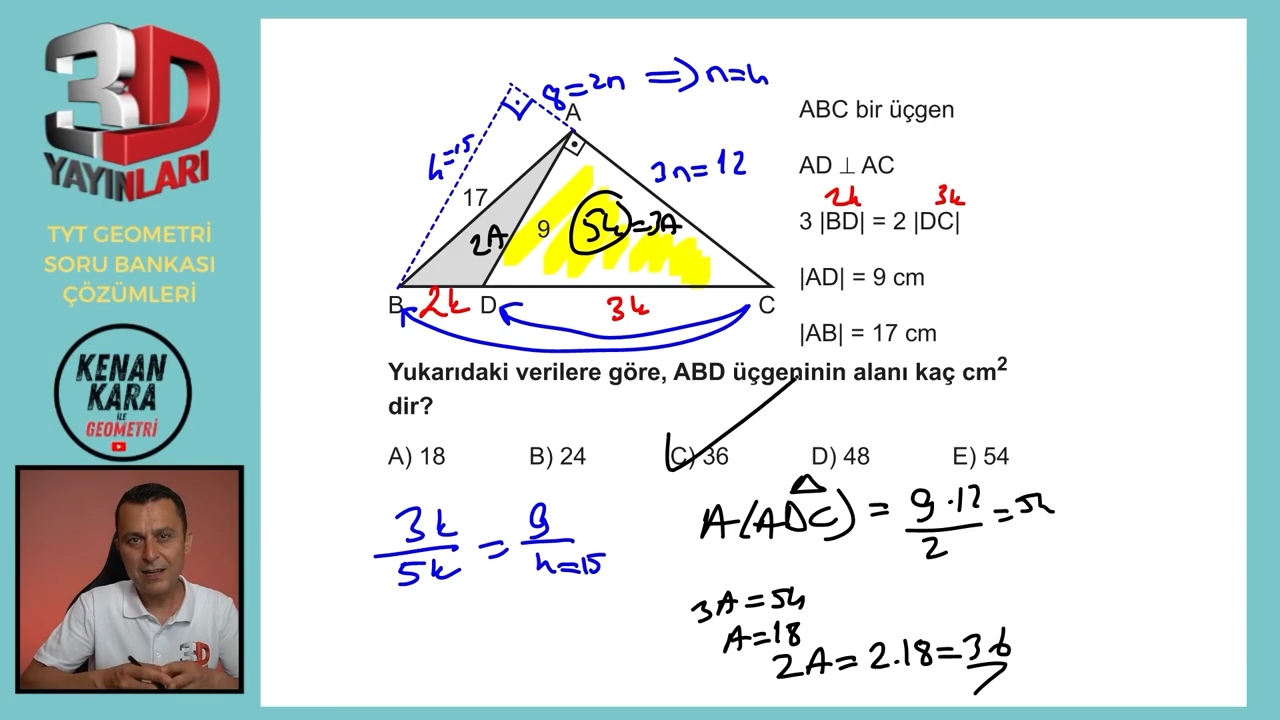 3D
YAYINLARI
TYT GEOMETRİ
SORU BANKASI
ÇÖZÜMLERİ
KENAN
KARA
İLE
GEOMETRİ
3D
8=2n ⇒ n=4
h=15
A
17
3n=12
2A
9
54=3A
B
2k
D
3k
C
ABC bir üçgen
AD ⊥ AC
2k 3k
3 |BD| = 2 |DC|
|AD| = 9 cm
|AB| = 17 cm
Yukarıdaki verilere göre, ABD üçgeninin alanı kaç cm²
dir?
A) 18 B) 24 C) 36 D) 48 E) 54
3k/5k = 9/h=15
A(ADC) = 9.12/2 = 54
3A=54
A=18
2A=2.18=36